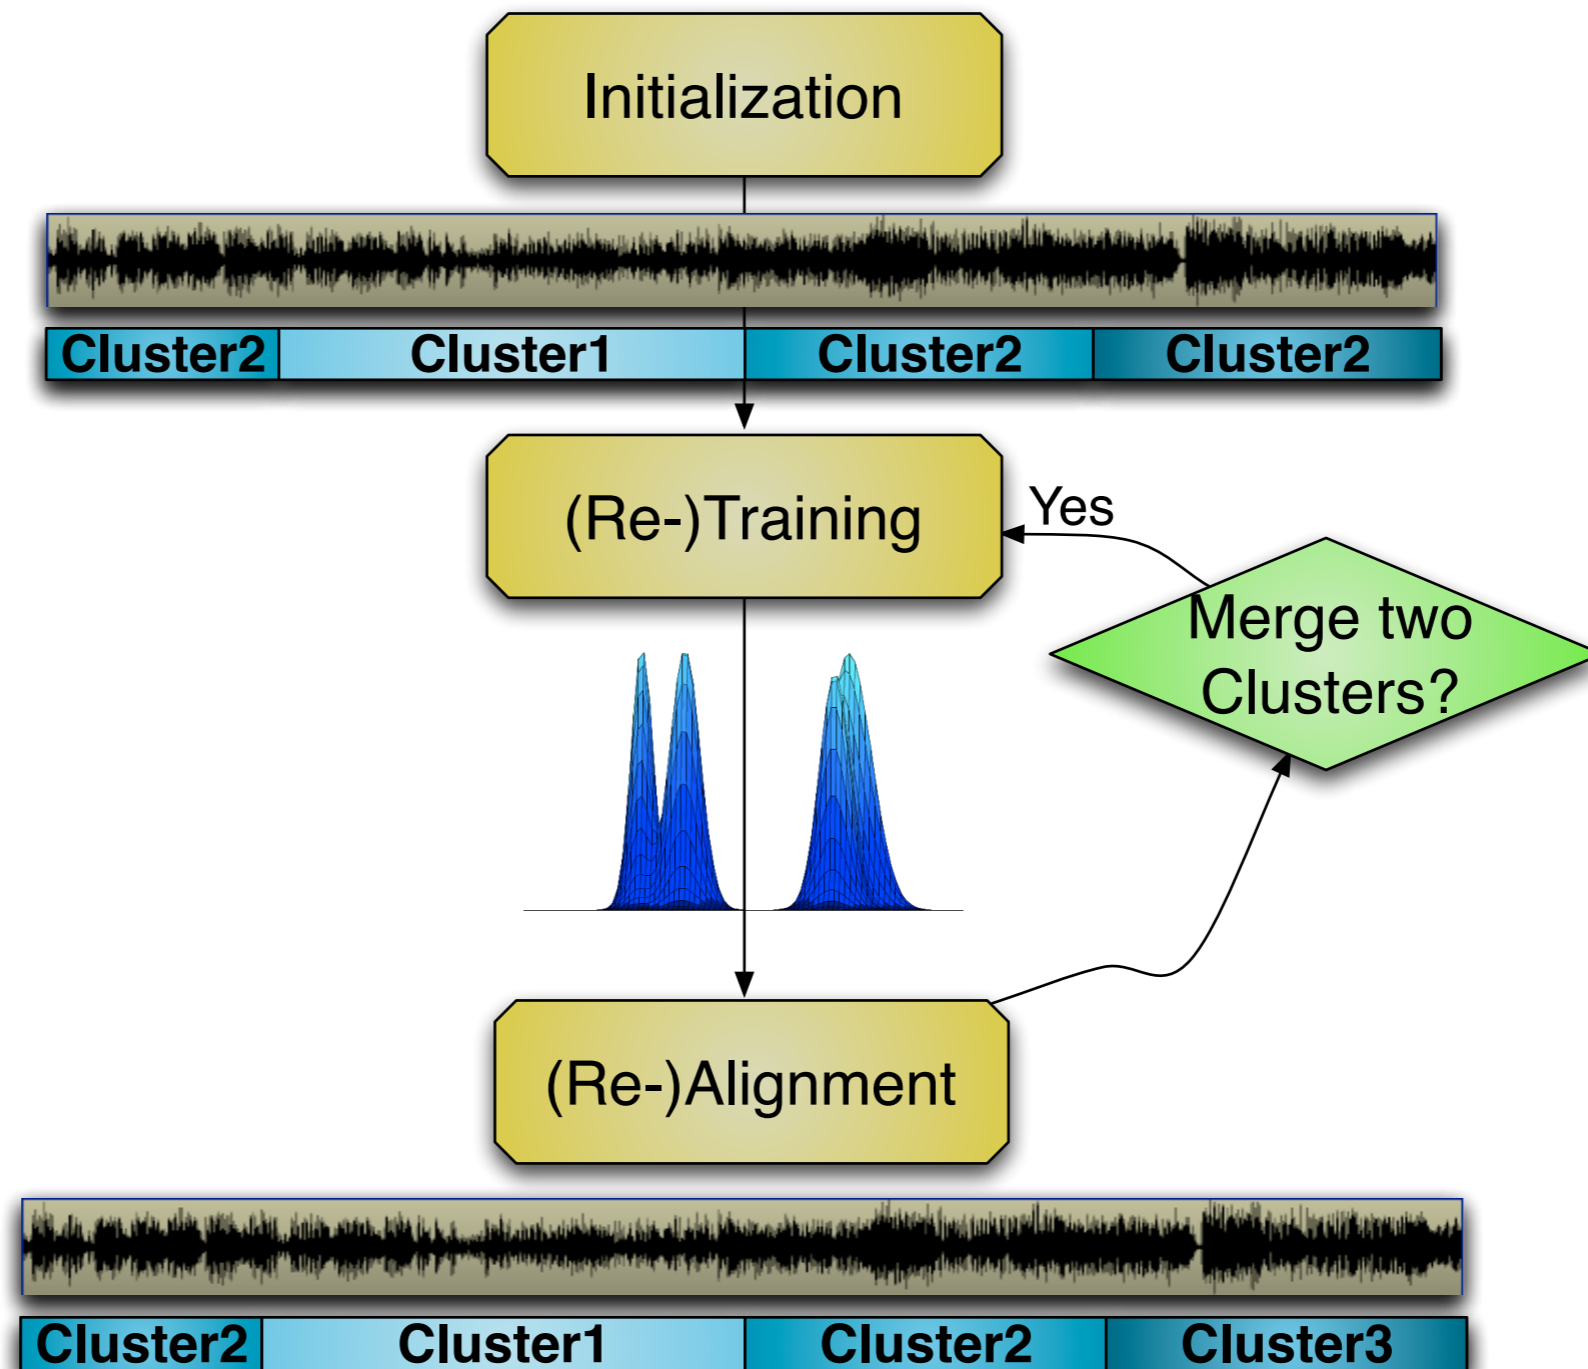 Initialization
Cluster2 Cluster1 Cluster2 Cluster2
(Re-)Training
Yes
Merge two
Clusters?
(Re-)Alignment
Cluster2 Cluster1 Cluster2 Cluster3